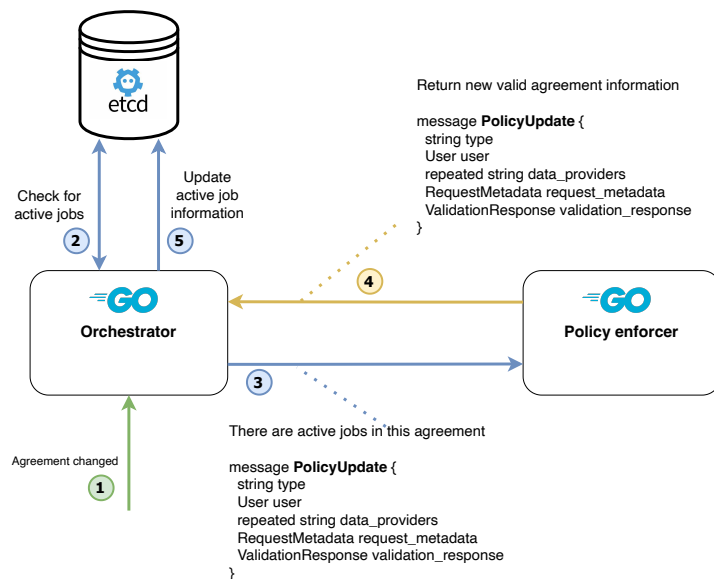 etcd
Return new valid agreement information
message PolicyUpdate {
string type
User user
repeated string data_providers
RequestMetadata request_metadata
ValidationResponse validation_response
}
Check for
active jobs
2
Update
active job
information
5
4
GO
Orchestrator
GO
Policy enforcer
3
There are active jobs in this agreement
Agreement changed
1
message PolicyUpdate {
string type
User user
repeated string data_providers
RequestMetadata request_metadata
ValidationResponse validation_response
}